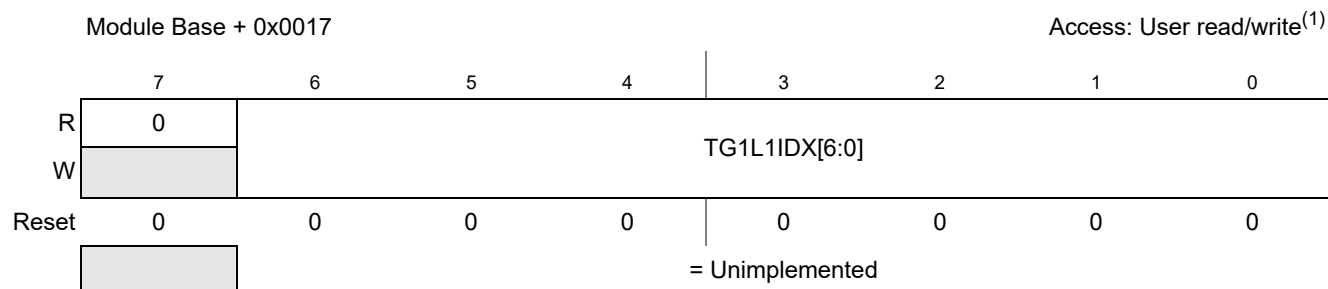 Module Base + 0x0017 Access: User read/write(1)
7 6 5 4 3 2 1 0
R 0
TG1L1IDX[6:0]
W
Reset 0 0 0 0 0 0 0 0
= Unimplemented